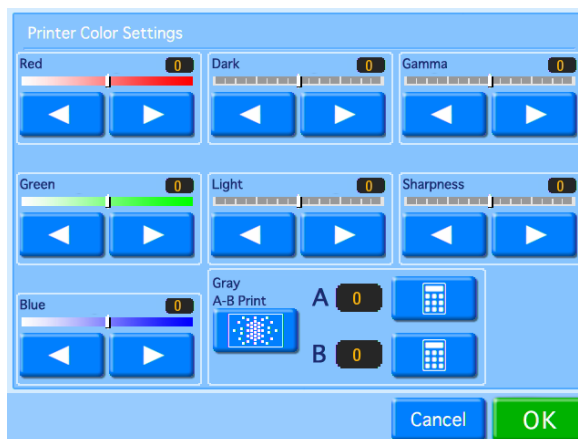 Printer Color Settings
Red 0
Dark 0
Gamma 0
Green 0
Light 0
Sharpness 0
Blue 0
Gray
A-B Print
A 0
B 0
Cancel
OK